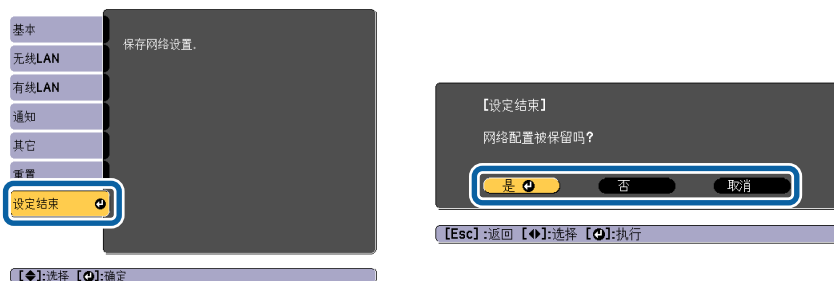 基本
无线LAN
有线LAN
通知
其它
重置
设定结束
保存网络设置.
[◆]:选择 [↵]:确定
【设定结束】
网络配置被保留吗?
是 ↵ 否 取消
[Esc] :返回 [◀▶]:选择 [↵]:执行